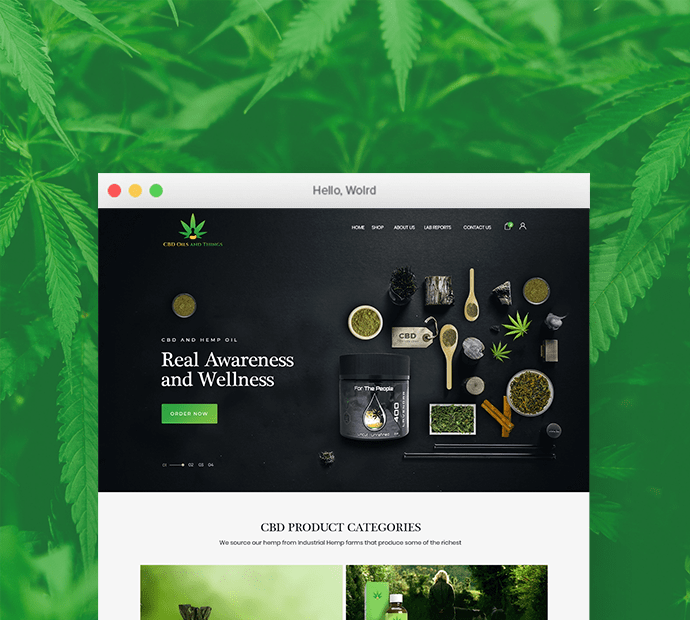 Hello, Wolrd
CBD Oils and Things
HOME SHOP ABOUT US LAB REPORTS CONTACT US
CBD AND HEMP OIL
Real Awareness
and Wellness
ORDER NOW
01 02 03 04
CBD
For The People
400
CBD PRODUCT CATEGORIES
We source our hemp from Industrial Hemp farms that produce some of the richest